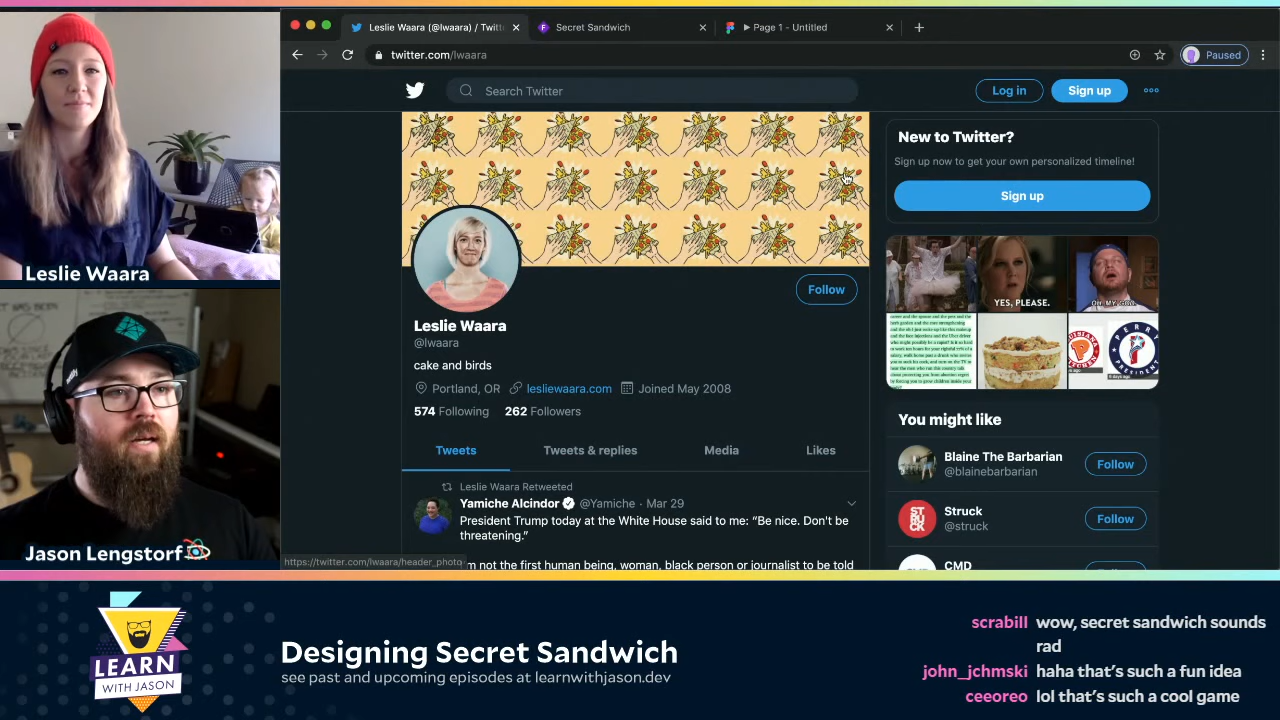 Leslie Waara (@lwaara) / Twitt
Secret Sandwich
Page 1 - Untitled
twitter.com/lwaara
Paused
Search Twitter
Log in
Sign up
New to Twitter?
Sign up now to get your own personalized timeline!
Sign up
YES, PLEASE.
OH, MY GOD.
PERRY
PRESIDENT
Follow
Leslie Waara
@lwaara
cake and birds
Portland, OR
lesliewaara.com
Joined May 2008
574 Following 262 Followers
Tweets
Tweets & replies
Media
Likes
Leslie Waara Retweeted
Yamiche Alcindor @Yamiche · Mar 29
President Trump today at the White House said to me: “Be nice. Don't be
threatening.”
m not the first human being, woman, black person or journalist to be told
https://twitter.com/lwaara/header_photo
You might like
Blaine The Barbarian
@blainebarbarian
Follow
STRUCK
Struck
@struck
Follow
CMD
Leslie Waara
Jason Lengstorf
LEARN
WITH JASON
Designing Secret Sandwich
see past and upcoming episodes at learnwithjason.dev
scrabill wow, secret sandwich sounds
rad
john_jchmski haha that's such a fun idea
ceeoreo lol that's such a cool game